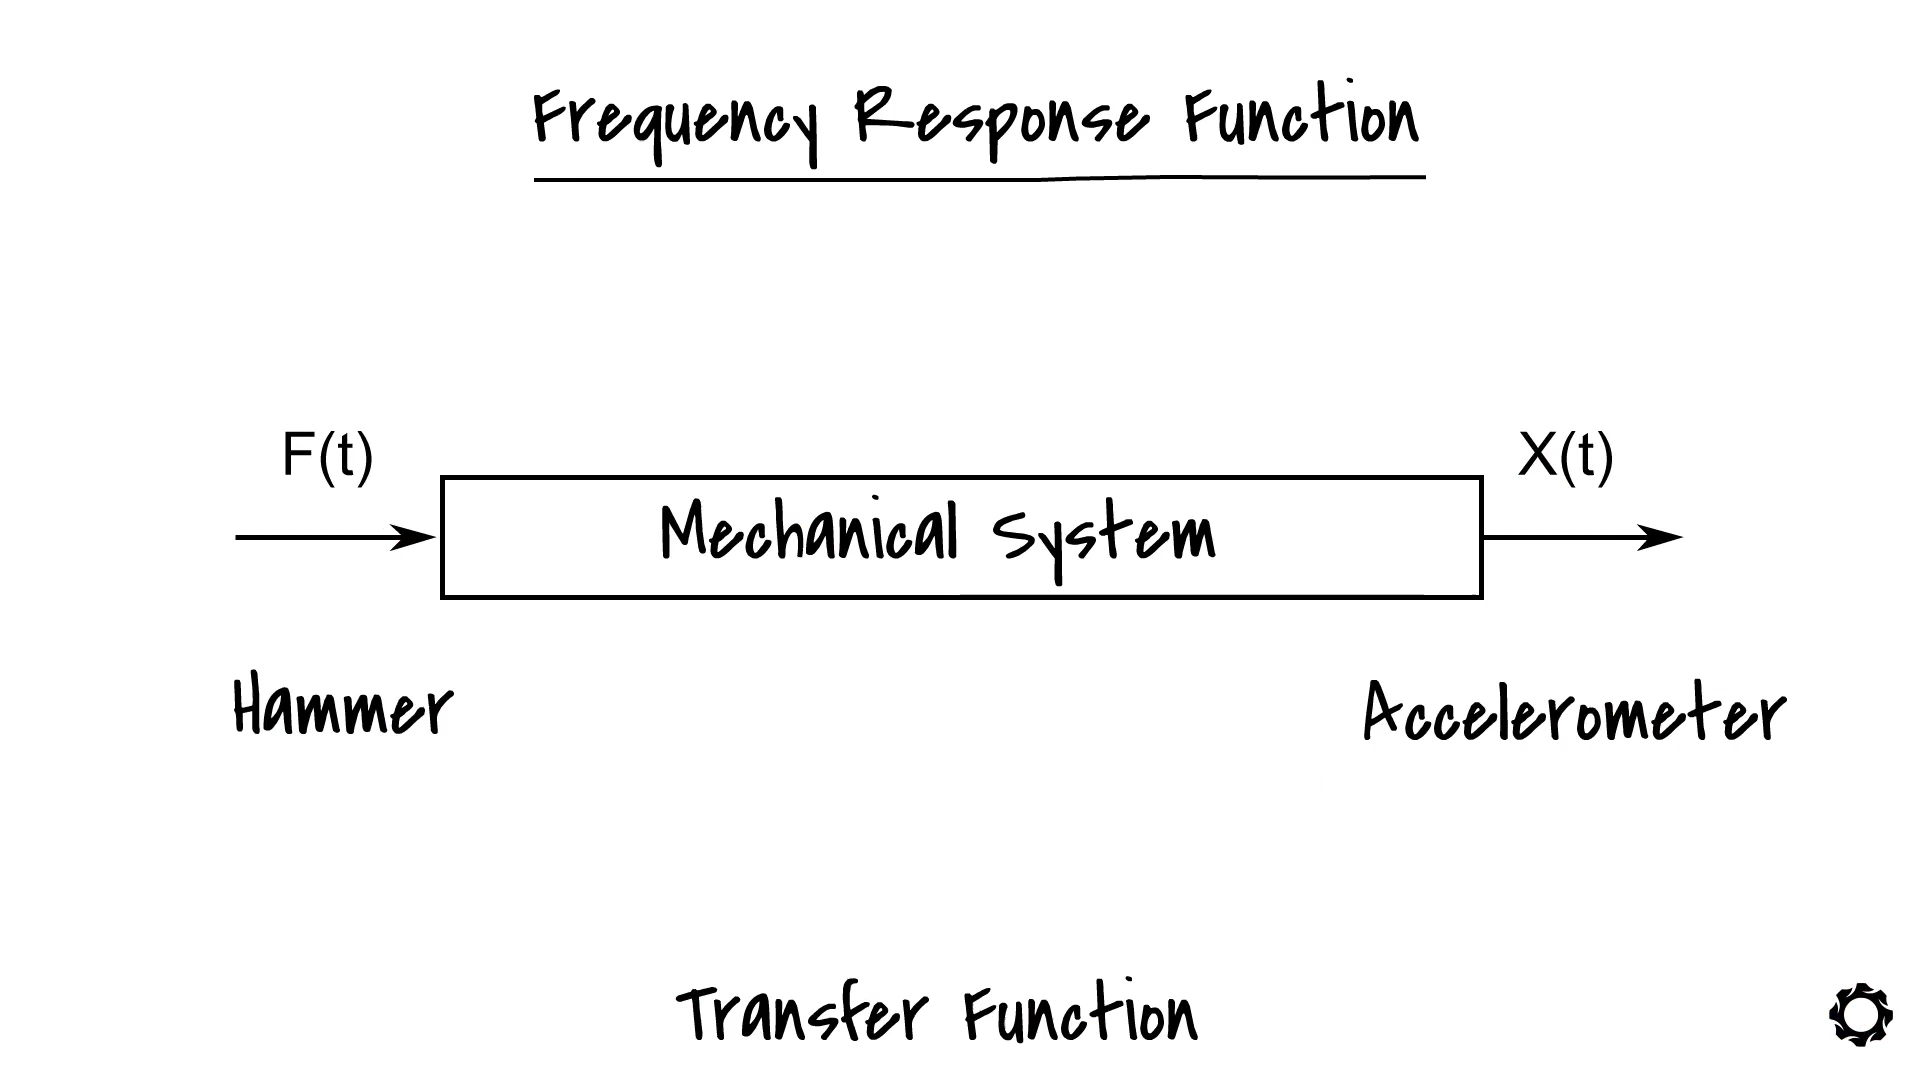 Frequency Response Function
F(t)
X(t)
Mechanical System
Hammer
Accelerometer
Transfer Function